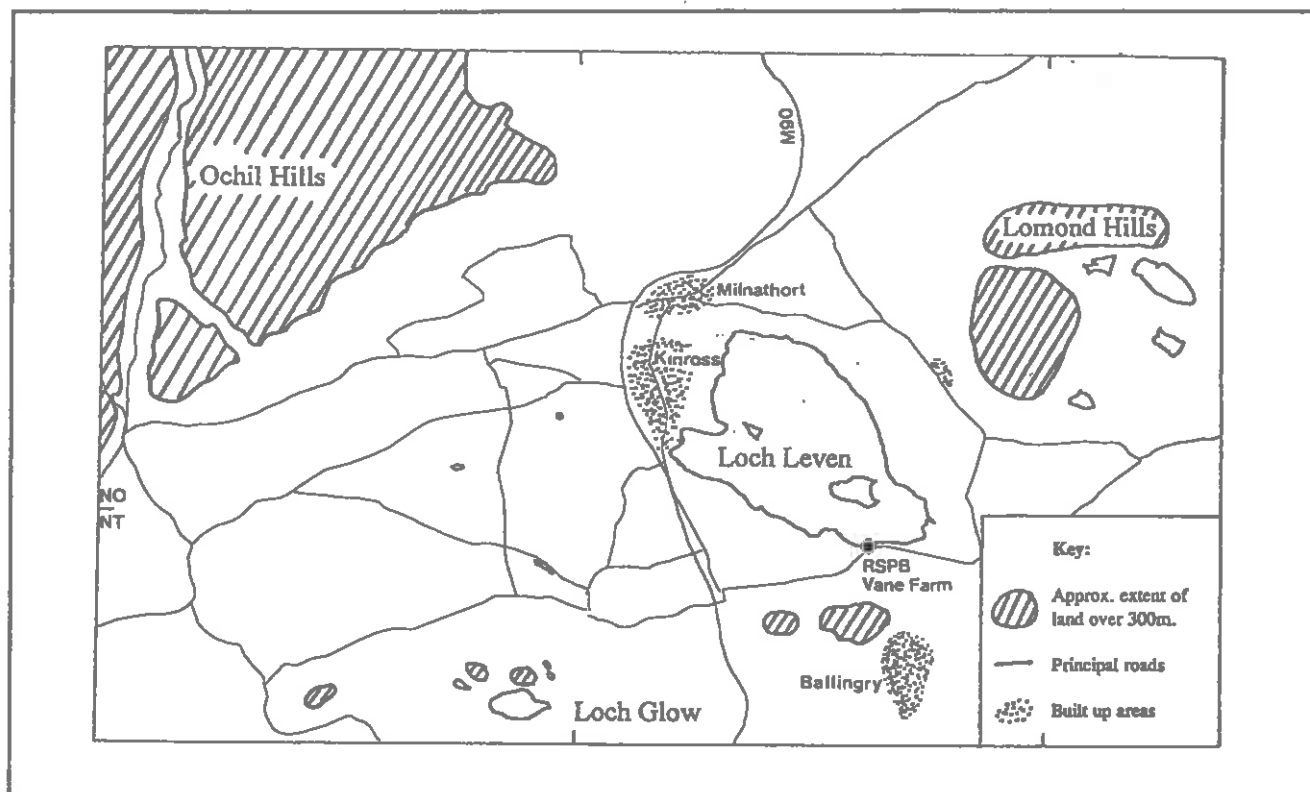 M90
Ochil Hills
Lomond Hills
Milnathort
Kinross
Loch Leven
NO
NT
RSPB
Vane Farm
Ballingry
Loch Glow
Key:
Approx. extent of
land over 300m.
Principal roads
Built up areas